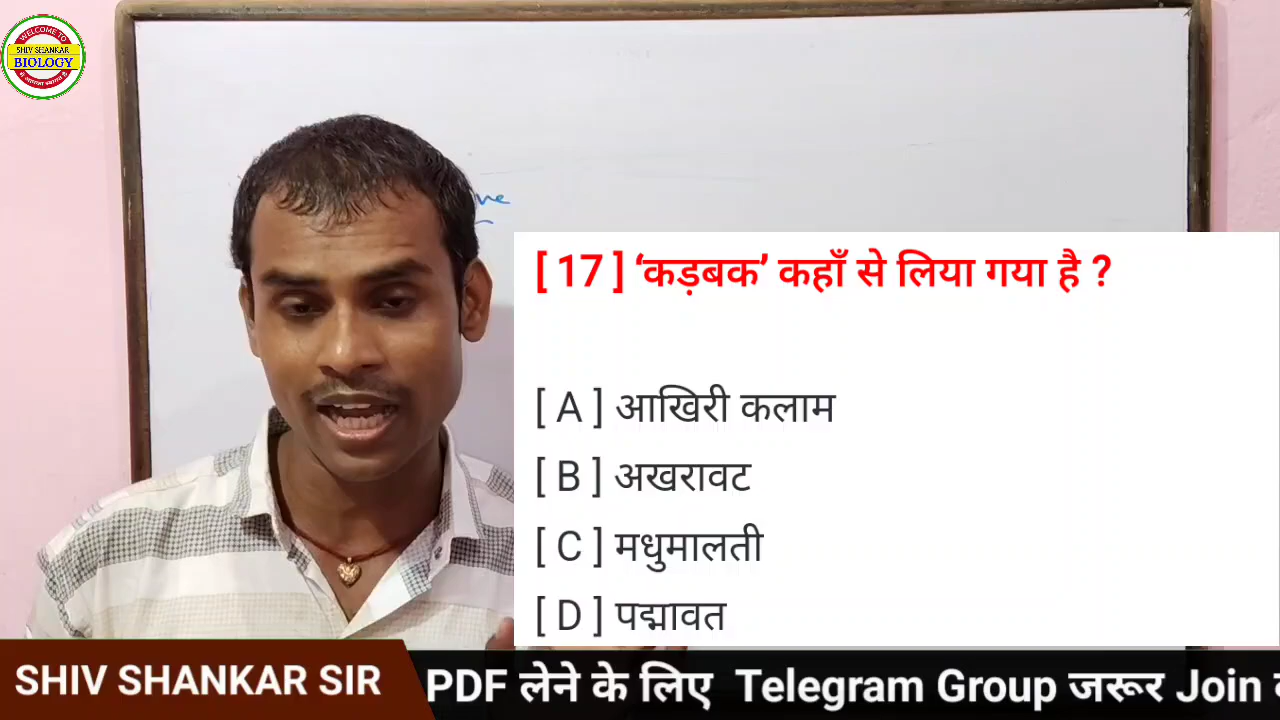 WELCOME TO
SHIV SHANKAR
BIOLOGY
[ 17 ] ‘कड़बक’ कहाँ से लिया गया है ?
[ A ] आखिरी कलाम
[ B ] अखरावट
[ C ] मधुमालती
[ D ] पद्मावत
SHIV SHANKAR SIR
PDF लेने के लिए Telegram Group जरूर Join